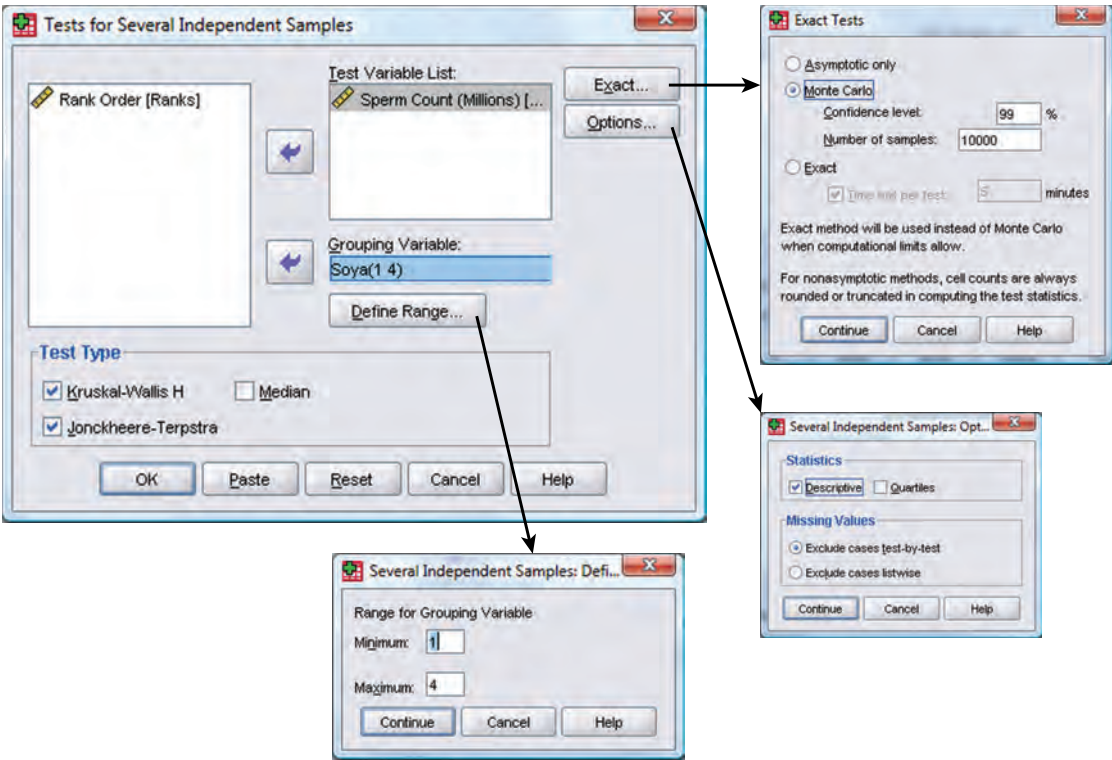 Tests for Several Independent Samples
Rank Order [Ranks]
Test Variable List:
Sperm Count (Millions) [...
Grouping Variable:
Soya(1 4)
Define Range...
Exact...
Options...
Test Type
Kruskal-Wallis H
Median
Jonckheere-Terpstra
OK
Paste
Reset
Cancel
Help
Exact Tests
Asymptotic only
Monte Carlo
Confidence level:
99 %
Number of samples:
10000
Exact
Time limit per test:
5 minutes
Exact method will be used instead of Monte Carlo
when computational limits allow.
For nonasymptotic methods, cell counts are always
rounded or truncated in computing the test statistics.
Continue
Cancel
Help
Several Independent Samples: Opt...
Statistics
Descriptive
Quartiles
Missing Values
Exclude cases test-by-test
Exclude cases listwise
Continue
Cancel
Help
Several Independent Samples: Defi...
Range for Grouping Variable
Minimum: 1
Maximum: 4
Continue
Cancel
Help